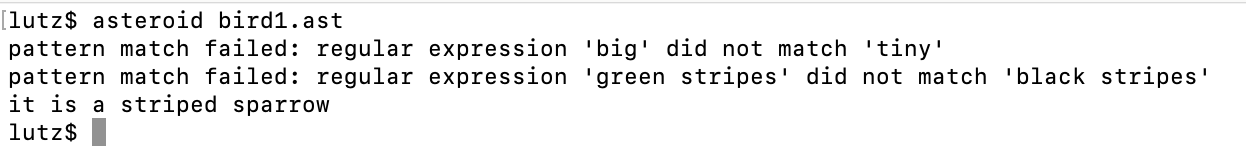 [lutz$ asteroid bird1.ast
pattern match failed: regular expression 'big' did not match 'tiny'
pattern match failed: regular expression 'green stripes' did not match 'black stripes'
it is a striped sparrow
lutz$